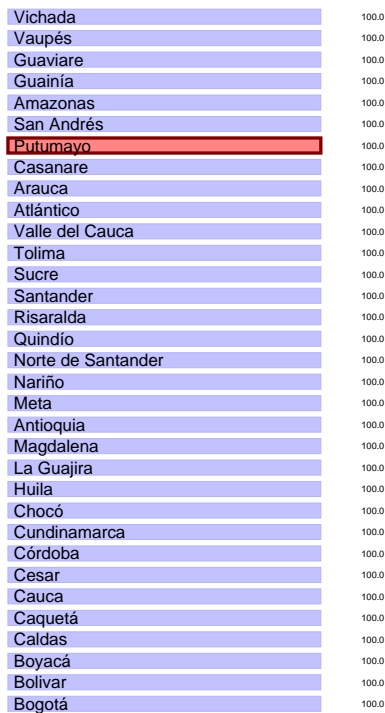 Vichada 100.0
Vaupés 100.0
Guaviare 100.0
Guainía 100.0
Amazonas 100.0
San Andrés 100.0
Putumayo 100.0
Casanare 100.0
Arauca 100.0
Atlántico 100.0
Valle del Cauca 100.0
Tolima 100.0
Sucre 100.0
Santander 100.0
Risaralda 100.0
Quindío 100.0
Norte de Santander 100.0
Nariño 100.0
Meta 100.0
Antioquia 100.0
Magdalena 100.0
La Guajira 100.0
Huila 100.0
Chocó 100.0
Cundinamarca 100.0
Córdoba 100.0
Cesar 100.0
Cauca 100.0
Caquetá 100.0
Caldas 100.0
Boyacá 100.0
Bolivar 100.0
Bogotá 100.0